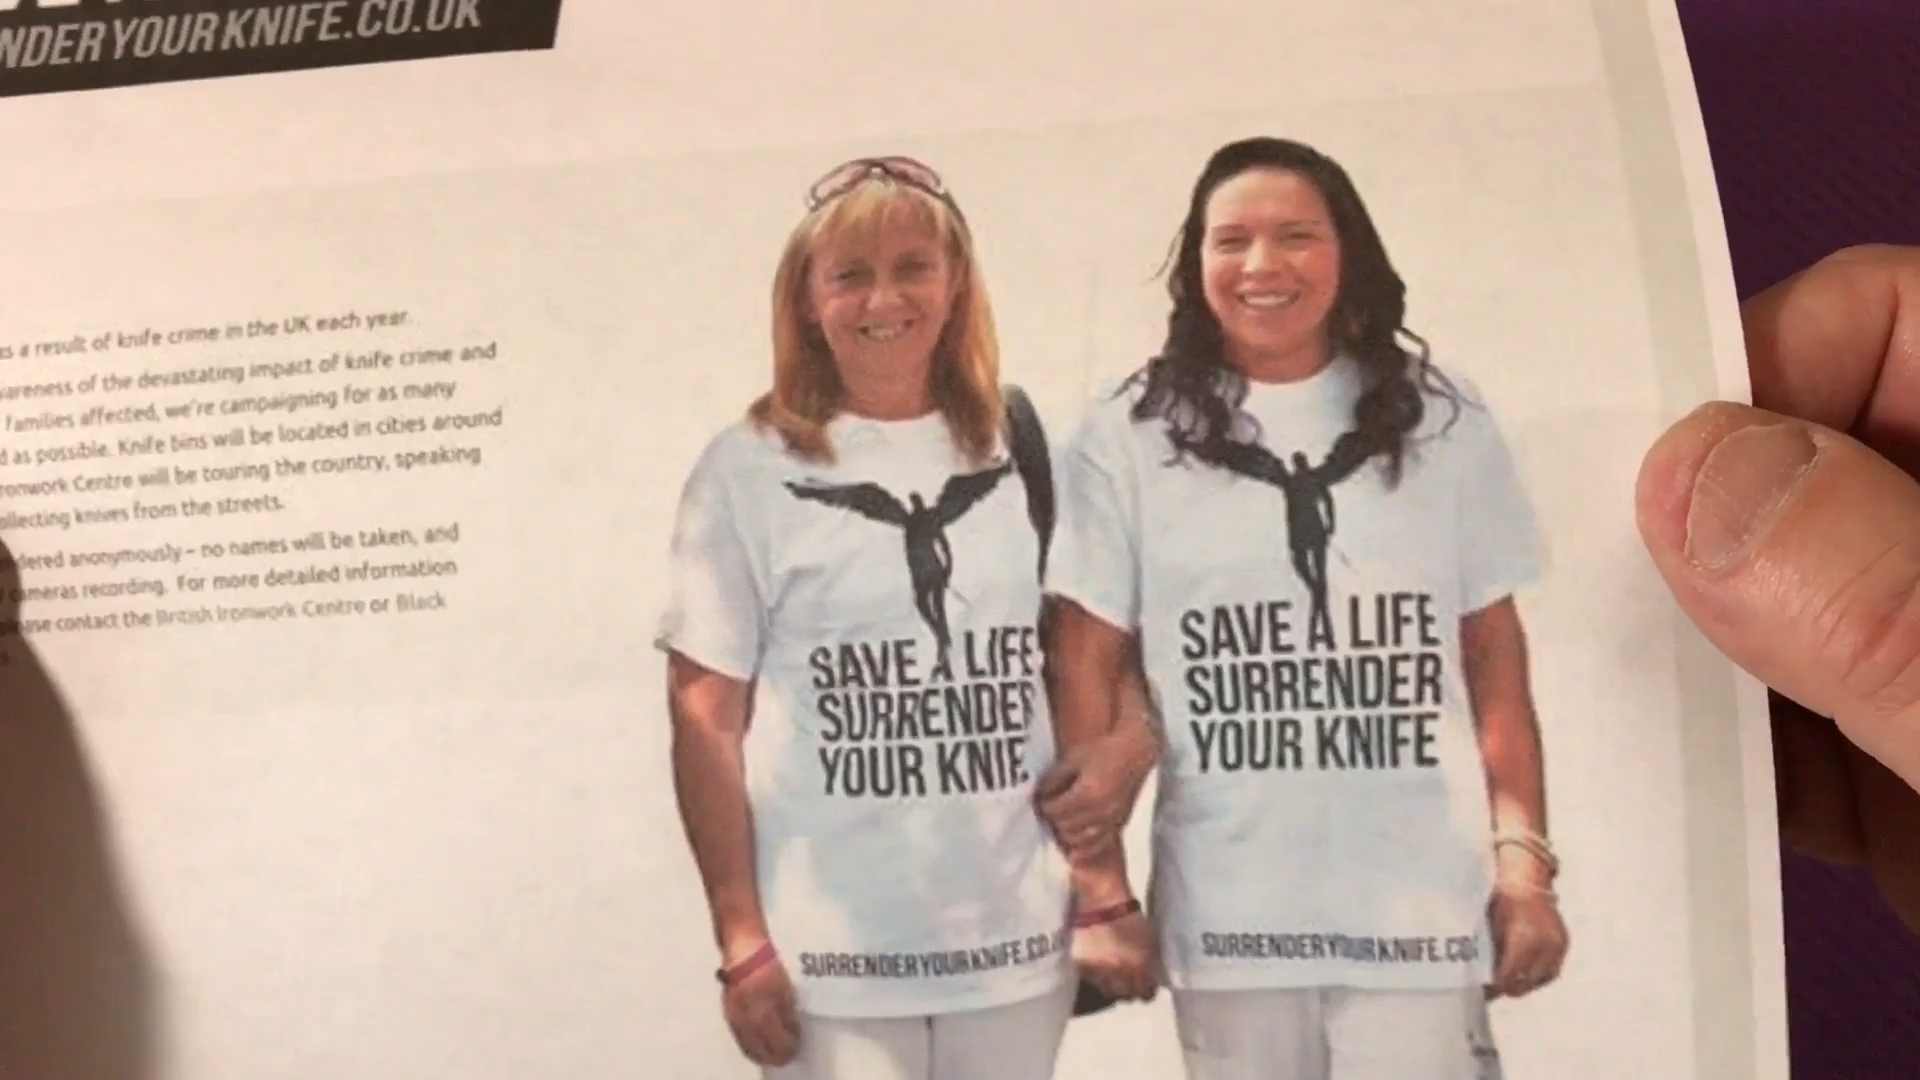 NDERYOURKNIFE.CO.UK
as a result of knife crime in the UK each year.
awareness of the devastating impact of knife crime and
families affected, we're campaigning for as many
d as possible. Knife bins will be located in cities around
ronwork Centre will be touring the country, speaking
ollecting knives from the streets.
dered anonymously – no names will be taken, and
cameras recording. For more detailed information
ase contact the British Ironwork Centre or Black
SAVE A LIFE
SURRENDER
YOUR KNIF
SURRENDERYOURKNIFE.CO.
SAVE A LIFE
SURRENDER
YOUR KNIFE
SURRENDERYOURKNIFE.CO